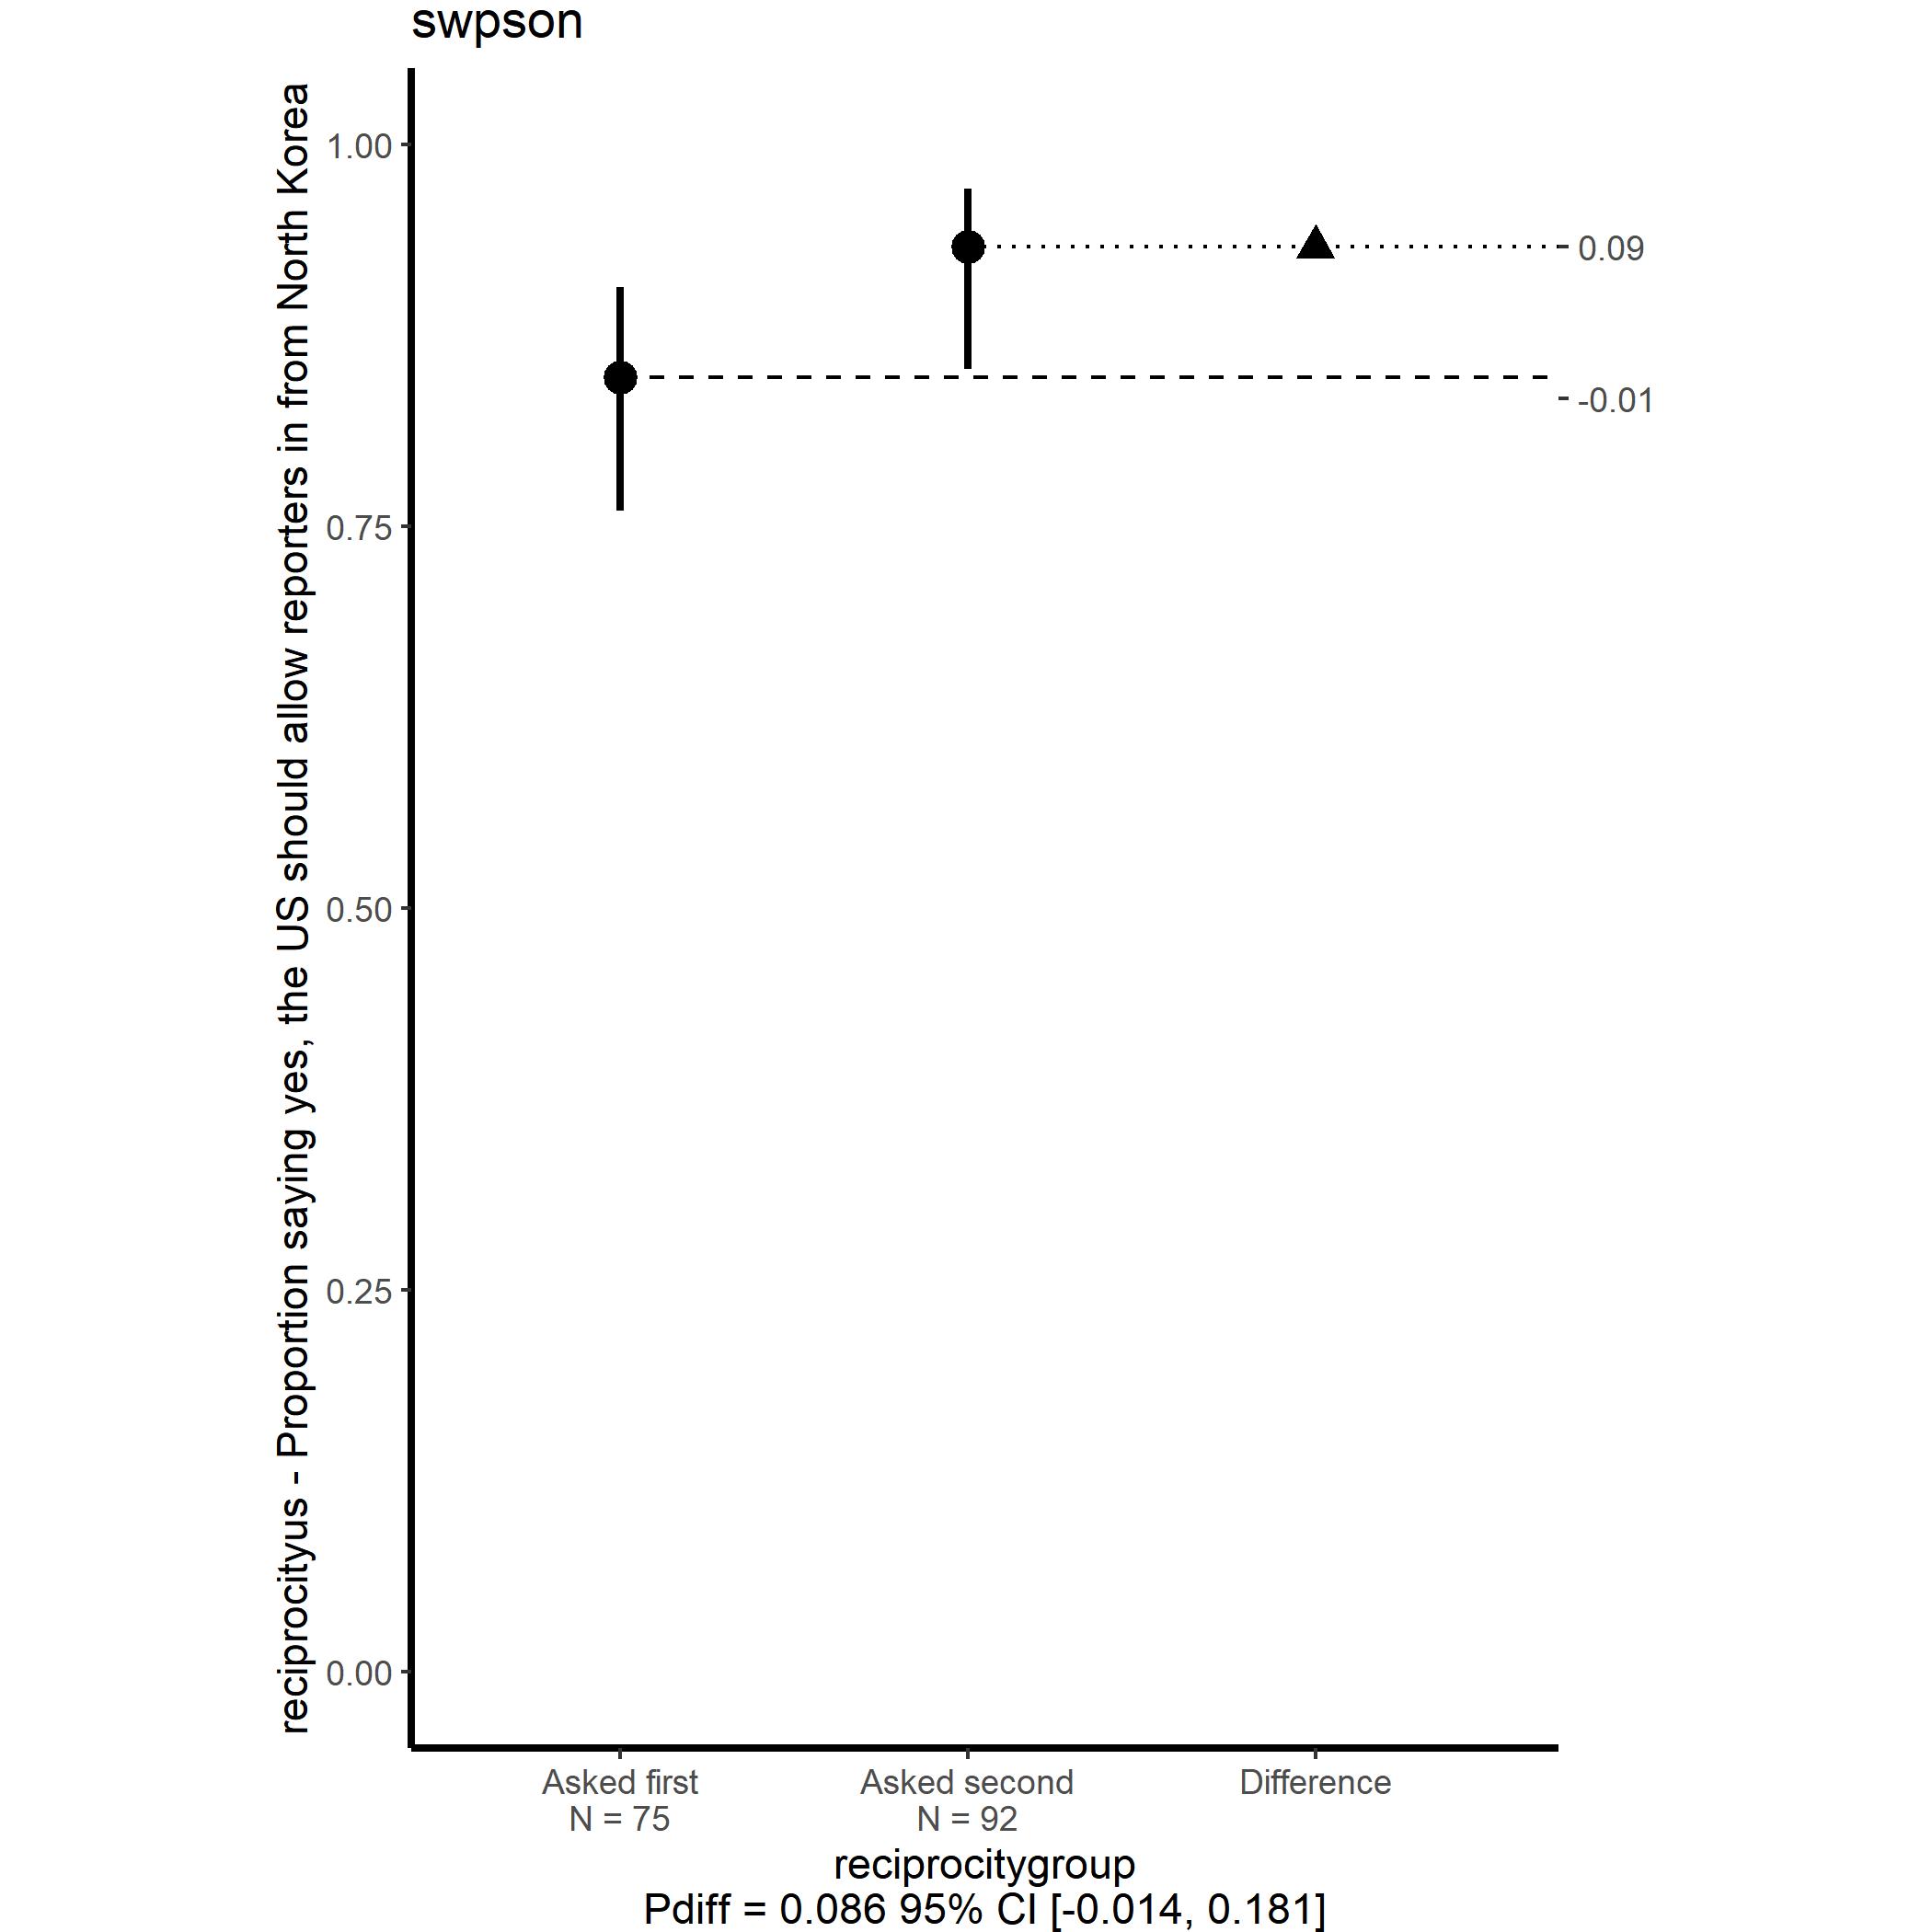 swpson
reciprocityus - Proportion saying yes, the US should allow reporters in from North Korea
1.00
0.75
0.50
0.25
0.00
0.09
-0.01
Asked first
N = 75
Asked second
N = 92
Difference
reciprocitygroup
Pdiff = 0.086 95% CI [-0.014, 0.181]